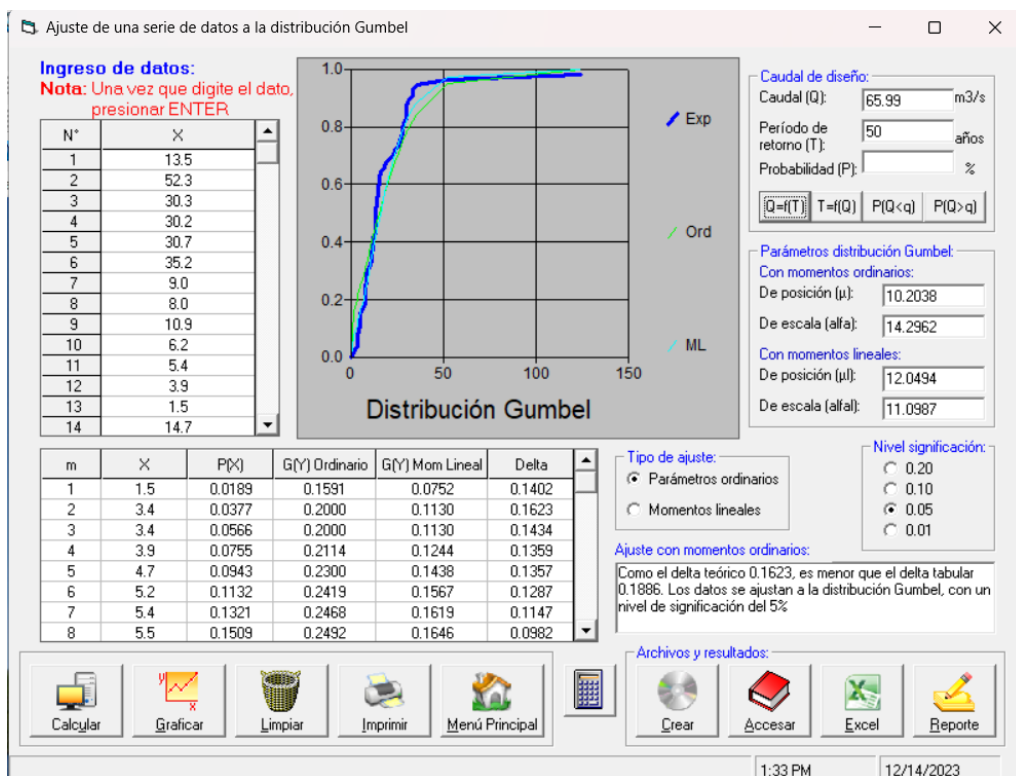 Ajuste de una serie de datos a la distribución Gumbel
Ingreso de datos:
Nota: Una vez que digite el dato,
presionar ENTER
N° X
1 13.5
2 52.3
3 30.3
4 30.2
5 30.7
6 35.2
7 9.0
8 8.0
9 10.9
10 6.2
11 5.4
12 3.9
13 1.5
14 14.7
1.0
0.8
0.6
0.4
0.2
0.0
0 50 100 150
Exp
Ord
ML
Distribución Gumbel
Caudal de diseño:
Caudal (Q): 65.99 m3/s
Período de
retorno (T): 50 años
Probabilidad (P): %
Q=f(T) T=f(Q) P(Q<q) P(Q>q)
Parámetros distribución Gumbel:
Con momentos ordinarios:
De posición (µ): 10.2038
De escala (alfa): 14.2962
Con momentos lineales:
De posición (µl): 12.0494
De escala (alfal): 11.0987
m X P(X) G(Y) Ordinario G(Y) Mom Lineal Delta
1 1.5 0.0189 0.1591 0.0752 0.1402
2 3.4 0.0377 0.2000 0.1130 0.1623
3 3.4 0.0566 0.2000 0.1130 0.1434
4 3.9 0.0755 0.2114 0.1244 0.1359
5 4.7 0.0943 0.2300 0.1438 0.1357
6 5.2 0.1132 0.2419 0.1567 0.1287
7 5.4 0.1321 0.2468 0.1619 0.1147
8 5.5 0.1509 0.2492 0.1646 0.0982
Tipo de ajuste:
Parámetros ordinarios
Momentos lineales
Nivel significación:
0.20
0.10
0.05
0.01
Ajuste con momentos ordinarios:
Como el delta teórico 0.1623, es menor que el delta tabular
0.1886. Los datos se ajustan a la distribución Gumbel, con un
nivel de significación del 5%
Calcular Graficar Limpiar Imprimir Menú Principal
Archivos y resultados:
Crear Accesar Excel Reporte
1:33 PM 12/14/2023